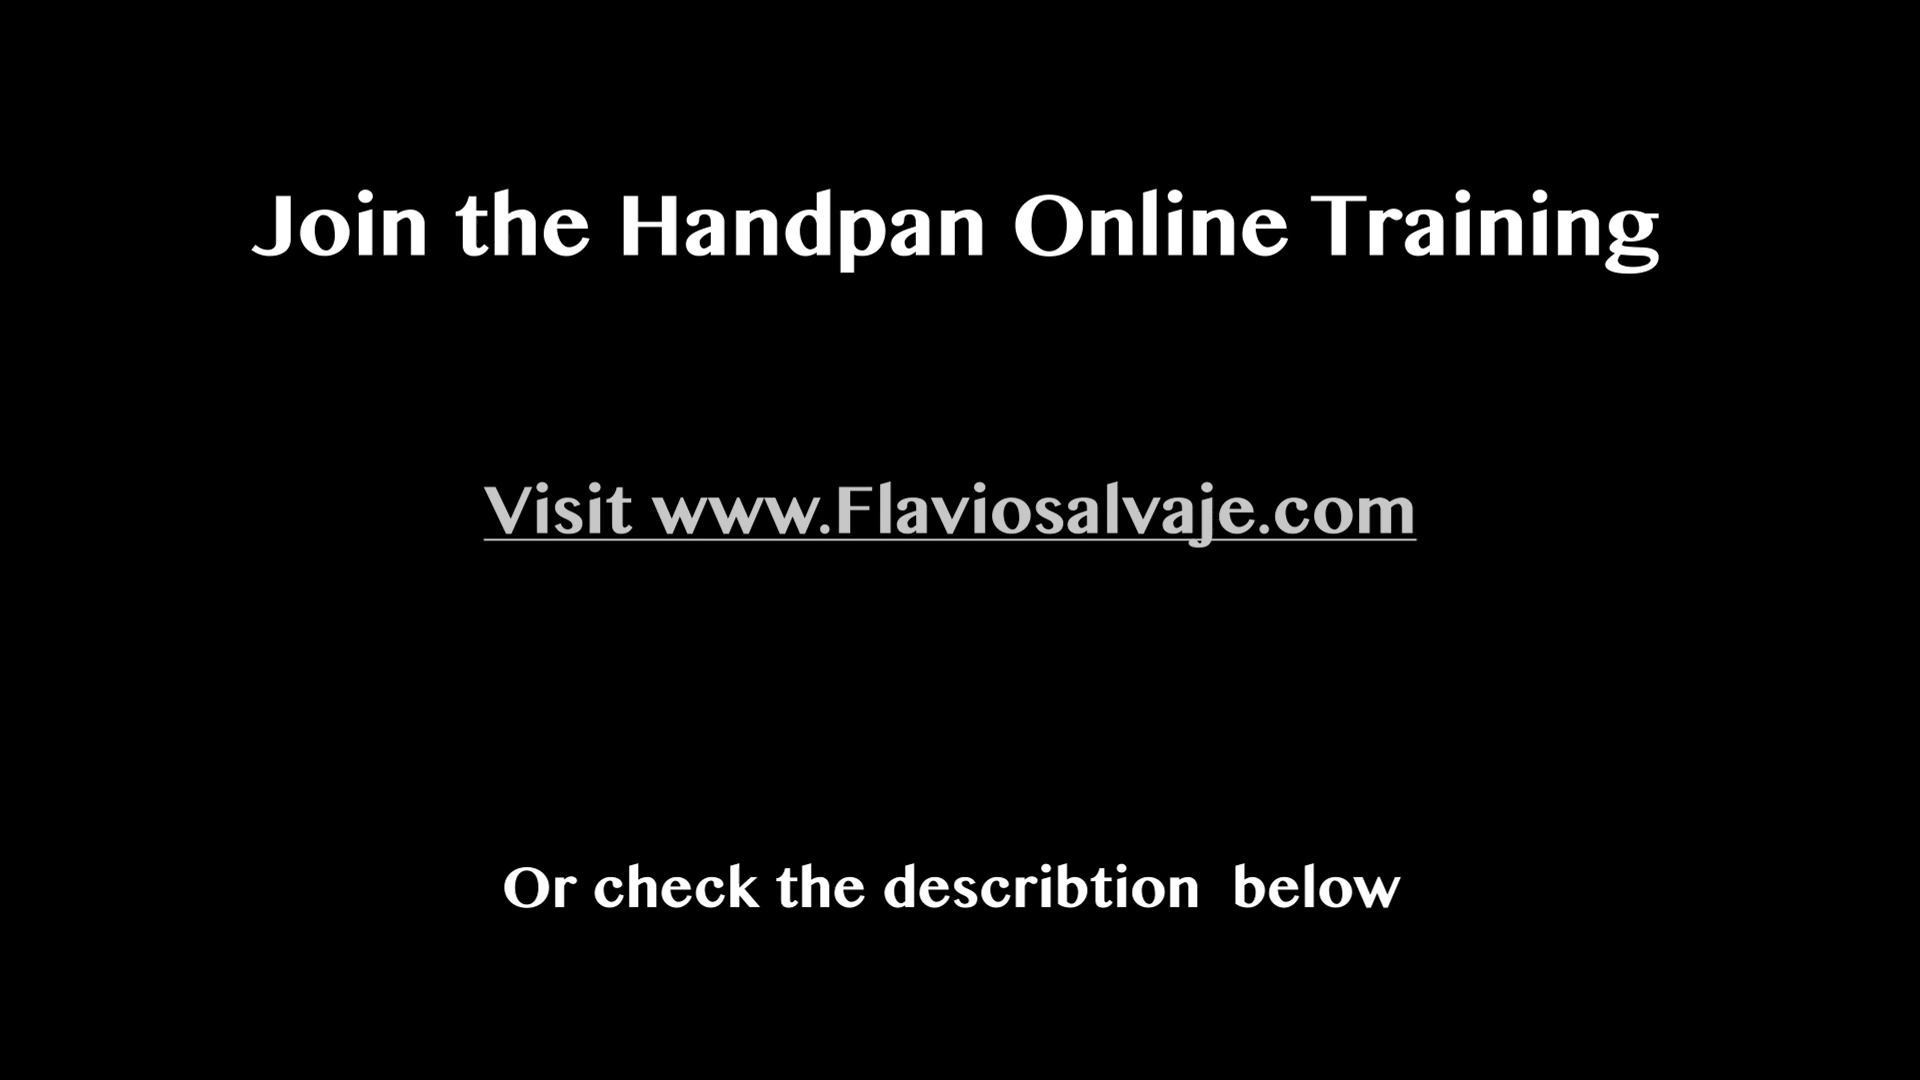 Join the Handpan Online Training
Visit www.Flaviosalvaje.com
Or check the describtion  below